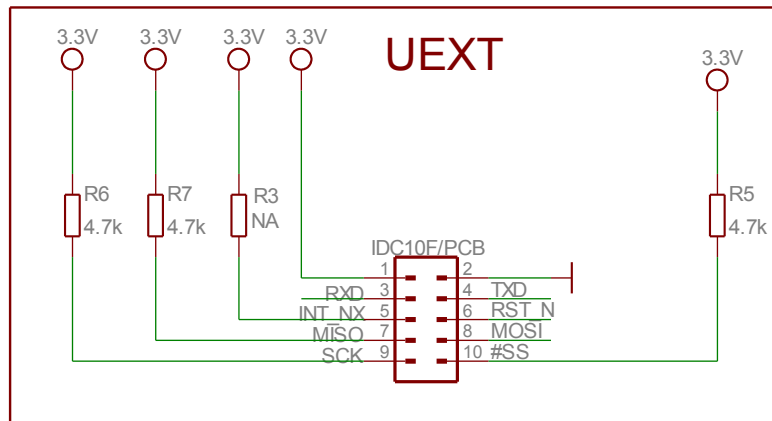 3.3V 3.3V 3.3V 3.3V
UEXT
3.3V
R6 R7 R3 R5
4.7k 4.7k NA 4.7k
IDC10F/PCB
1 2
RXD 3 4 TXD
INT_NX 5 6 RST_N
MISO 7 8 MOSI
SCK 9 10 #SS